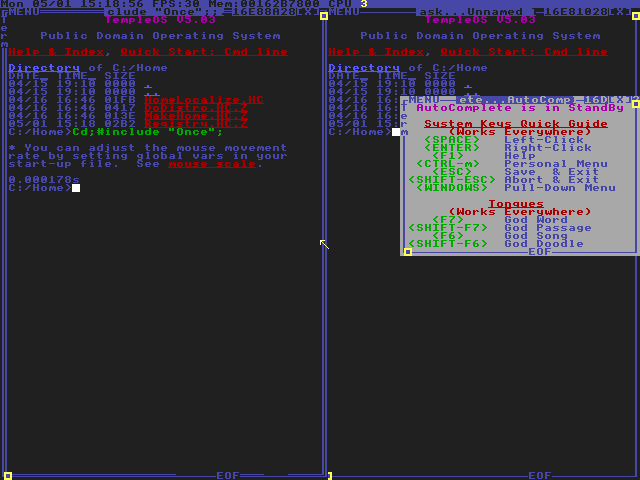 Mon 05/01 15:18:56 FPS:30 Mem:00162B7800 CPU 3
MENU clude "Once";; 16E88A28[X]
Term
TempleOS V5.03
Public Domain Operating System
Help & Index, Quick Start: Cmd line
Directory of C:/Home
DATE_ TIME_ SIZE
04/15 19:10 0000 .
04/15 19:10 0000 ..
04/16 16:46 01FB HomeLocalize.HC
04/16 16:46 0417 DoDistro.HC.Z
04/16 16:46 013E MakeHome.HC.Z
05/01 15:18 02B2 Registry.HC.Z
C:/Home>Cd;#include "Once";
* You can adjust the mouse movement
rate by setting global vars in your
start-up file. See mouse scale.
0.000178s
C:/Home>
EOF
MENU ask...Unnamed 16E81028[X]
TempleOS V5.03
Public Domain Operating System
Help & Index, Quick Start: Cmd line
Directory of C:/Home
DATE_ TIME_ SIZE
04/15 19:10 0000 .
04/15 19:10 0000 ..
04/16 16:
04/16 16:
04/16 16:
05/01 15:
C:/Home>
EOF
MENU ete...AutoComp
AutoComplete is in StandBy
System Keys Quick Guide
(Works Everywhere)
<SPACE> Left-Click
<ENTER> Right-Click
<F1> Help
<CTRL-m> Personal Menu
<ESC> Save & Exit
<SHIFT-ESC> Abort & Exit
<WINDOWS> Pull-Down Menu
Tongues
(Works Everywhere)
<F7> God Word
<SHIFT-F7> God Passage
<F6> God Song
<SHIFT-F6> God Doodle
EOF